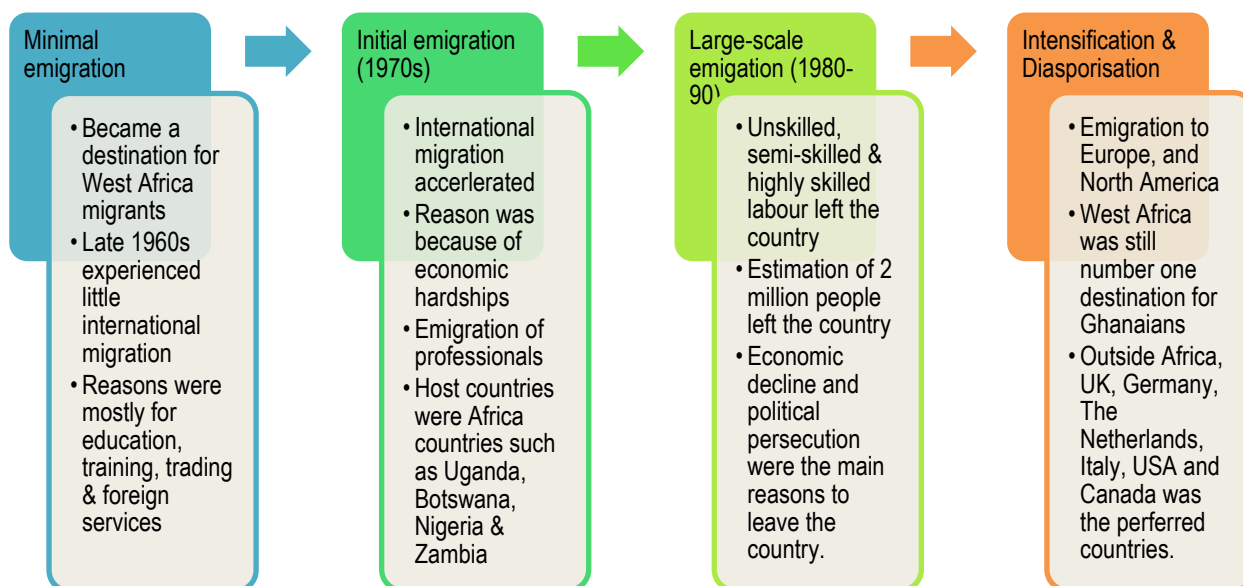 Minimal
emigration
• Became a
destination for
West Africa
migrants
• Late 1960s
experienced
little
international
migration
• Reasons were
mostly for
education,
training, trading
& foreign
services
Initial emigration
(1970s)
• International
migration
accerlerated
• Reason was
because of
economic
hardships
• Emigration of
professionals
• Host countries
were Africa
countries such
as Uganda,
Botswana,
Nigeria &
Zambia
Large-scale
emigation (1980-
90)
• Unskilled,
semi-skilled &
highly skilled
labour left the
country
• Estimation of 2
million people
left the country
• Economic
decline and
political
persecution
were the main
reasons to
leave the
country.
Intensification &
Diasporisation
• Emigration to
Europe, and
North America
• West Africa
was still
number one
destination for
Ghanaians
• Outside Africa,
UK, Germany,
The
Netherlands,
Italy, USA and
Canada was
the perferred
countries.